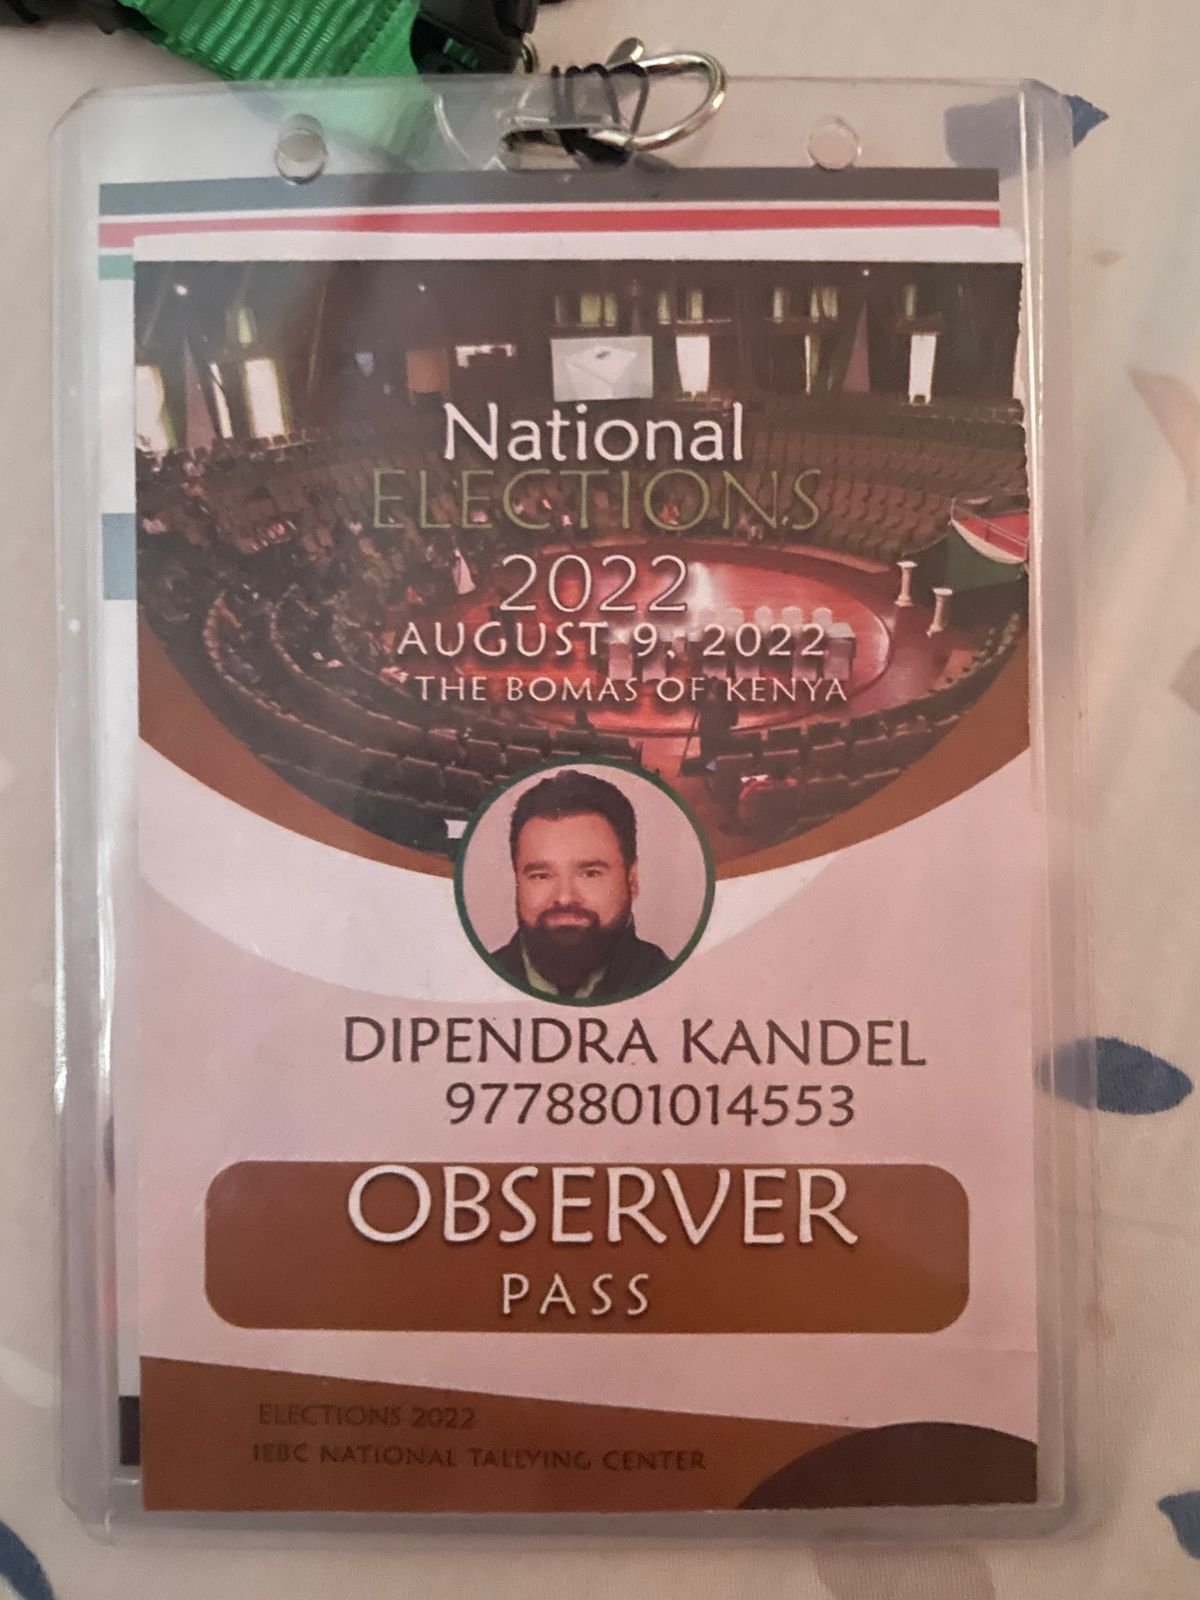 National
ELECTIONS
2022
AUGUST 9, 2022
THE BOMAS OF KENYA
DIPENDRA KANDEL
9778801014553
OBSERVER
PASS
ELECTIONS 2022
IEBC NATIONAL TALLYING CENTER